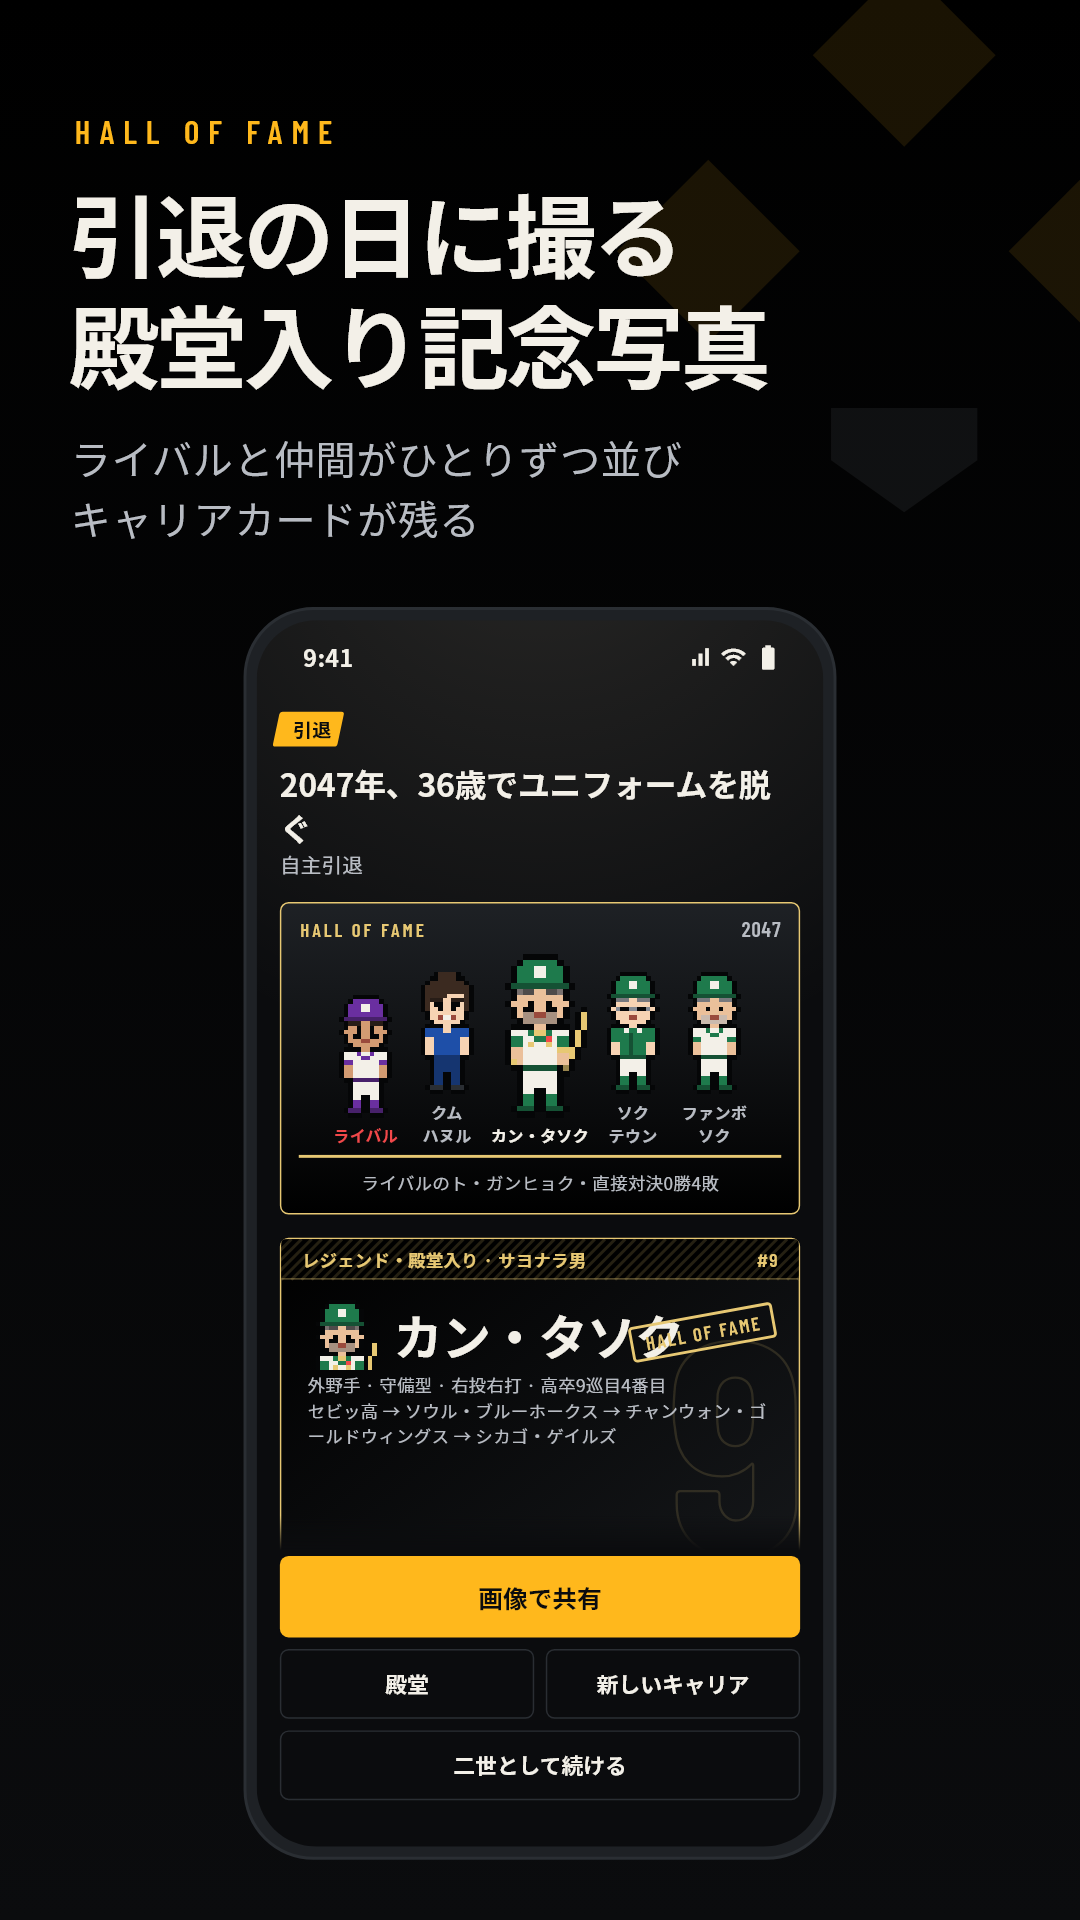 HALL OF FAME
引退の日に撮る
殿堂入り記念写真
ライバルと仲間がひとりずつ並び
キャリアカードが残る
9:41
引退
2047年、36歳でユニフォームを脱
ぐ
自主引退
HALL OF FAME 2047
ライバル
クム
ハヌル
カン・タソク
ソク
テウン
ファンボ
ソク
ライバルのト・ガンヒョク・直接対決0勝4敗
レジェンド・殿堂入り · サヨナラ男 #9
カン・タソク
HALL OF FAME
外野手 · 守備型 · 右投右打 · 高卒9巡目4番目
セビッ高 → ソウル・ブルーホークス → チャンウォン・ゴ
ールドウィングス → シカゴ・ゲイルズ
9
画像で共有
殿堂
新しいキャリア
二世として続ける